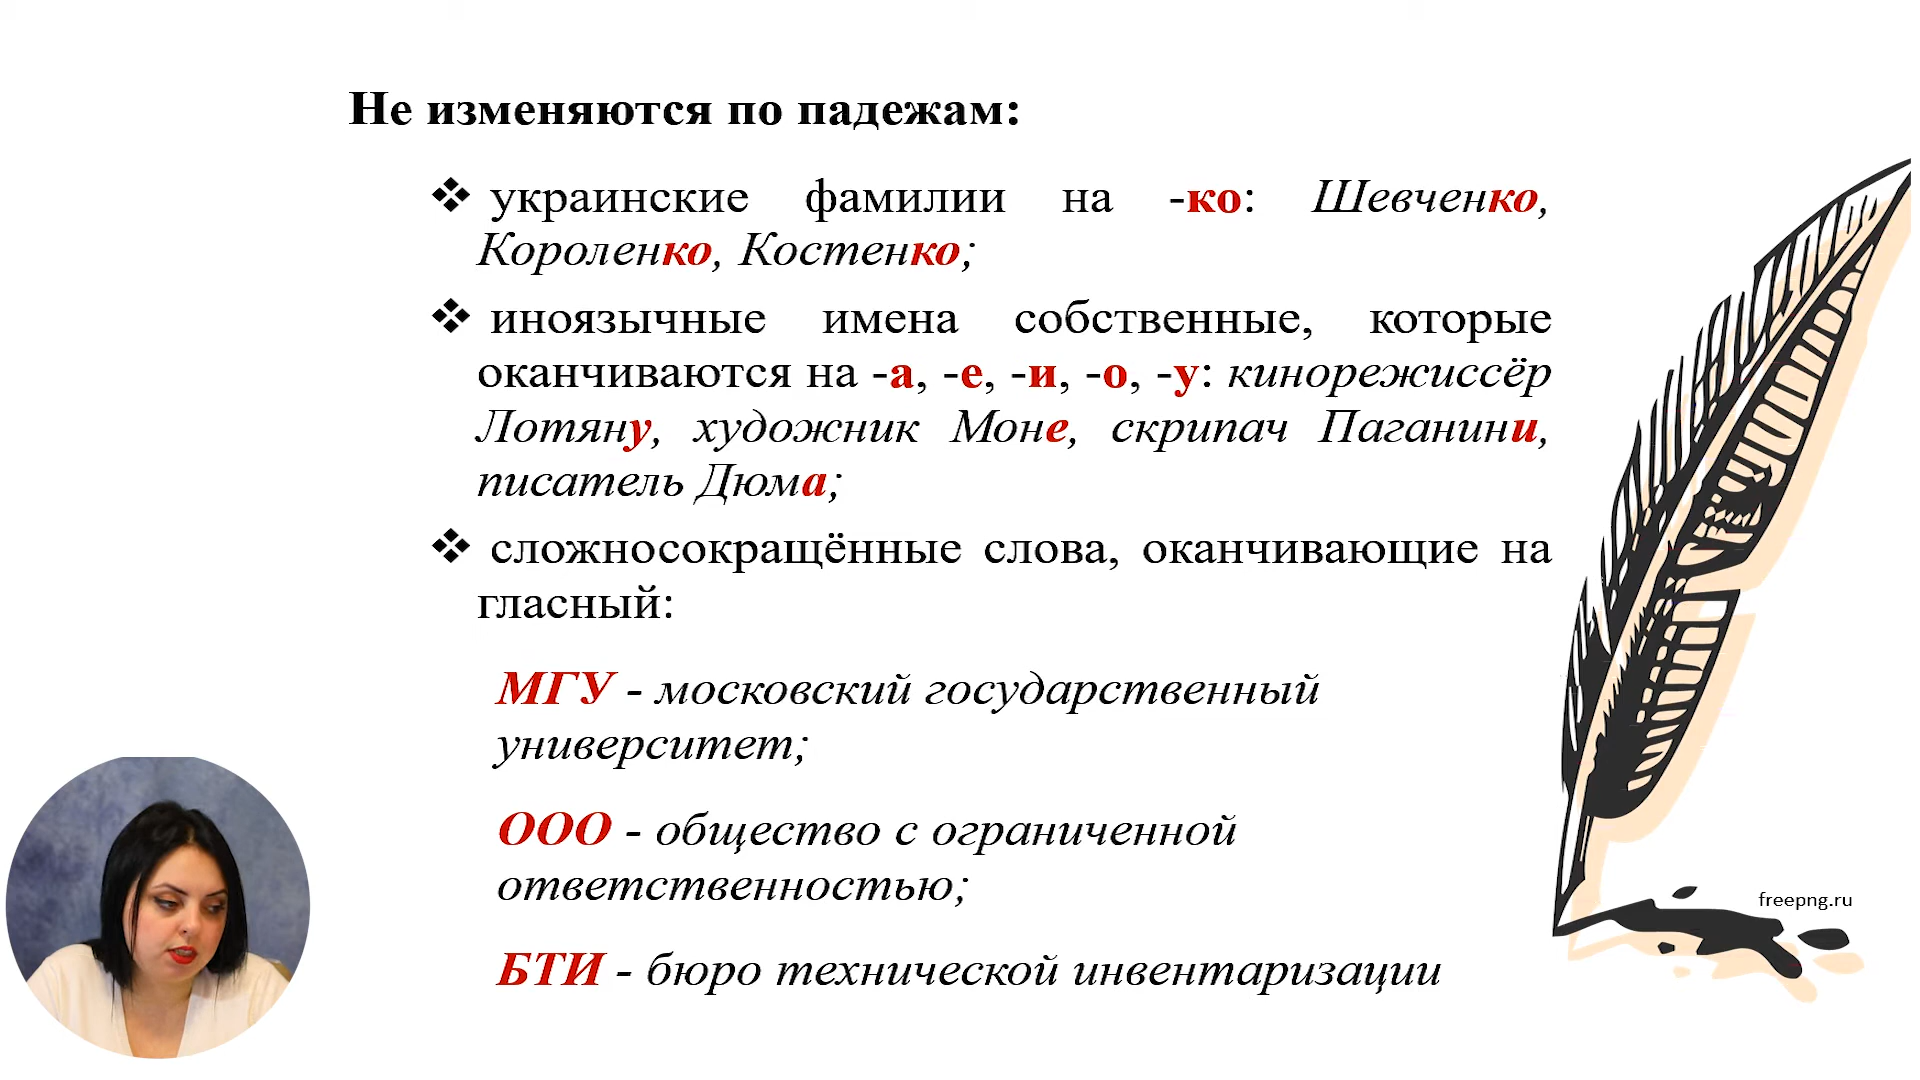 Не изменяются по падежам:
❖ украинские фамилии на -ко: Шевченко,
Короленко, Костенко;
❖ иноязычные имена собственные, которые
оканчиваются на -а, -е, -и, -о, -у: кинорежиссёр
Лотяну, художник Моне, скрипач Паганини,
писатель Дюма;
❖ сложносокращённые слова, оканчивающие на
гласный:
МГУ - московский государственный
университет;
ООО - общество с ограниченной
ответственностью;
БТИ - бюро технической инвентаризации
freepng.ru